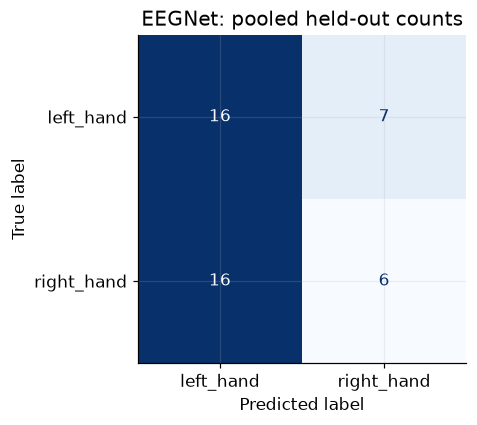 EEGNet: pooled held-out counts
True label
left_hand
16
7
right_hand
16
6
left_hand
right_hand
Predicted label